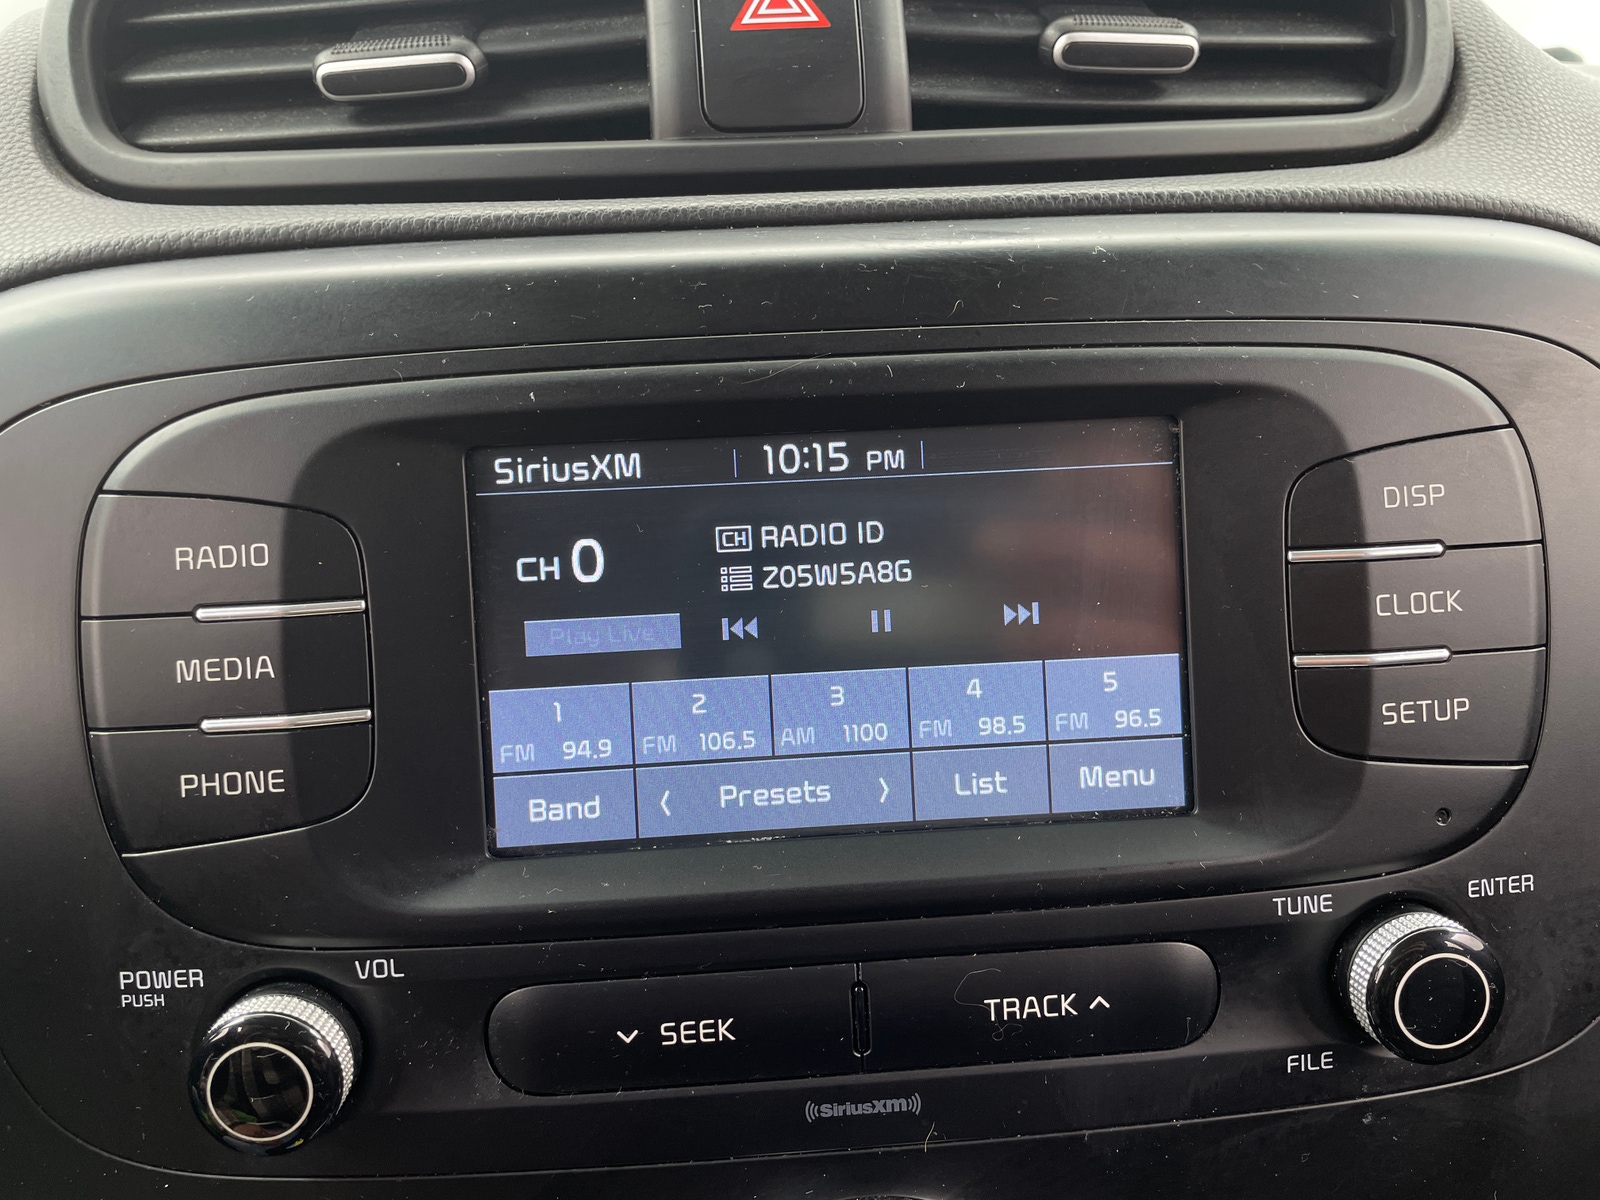 SiriusXM 10:15 PM
CH 0
CH RADIO ID
Z05W5A8G
Play Live
1 2 3 4 5
FM 94.9 FM 106.5 AM 1100 FM 98.5 FM 96.5
Band Presets List Menu
RADIO
MEDIA
PHONE
DISP
CLOCK
SETUP
POWER
PUSH
VOL
SEEK
TRACK
TUNE
ENTER
FILE
SiriusXM